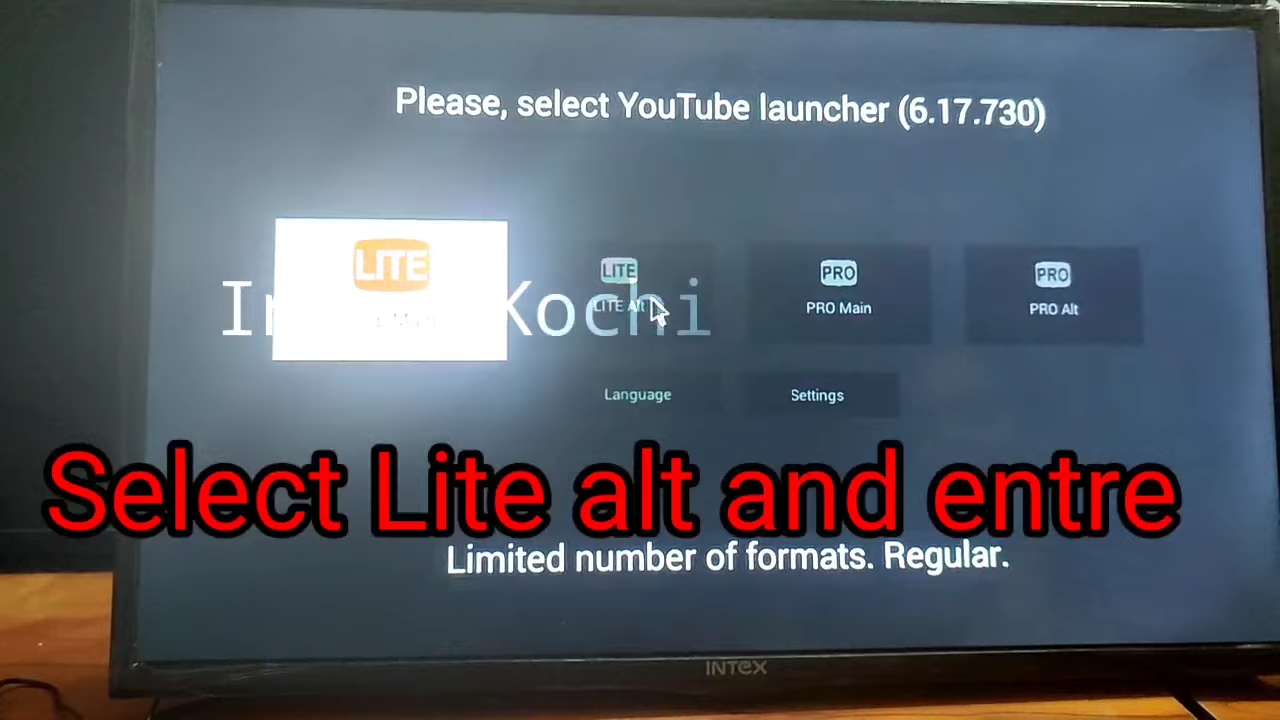 Please, select YouTube launcher (6.17.730)
LITE
LITE
LITE Alt
PRO
PRO Main
PRO
PRO Alt
Kochi
Language
Settings
Select Lite alt and entre
Limited number of formats. Regular.
INTEX